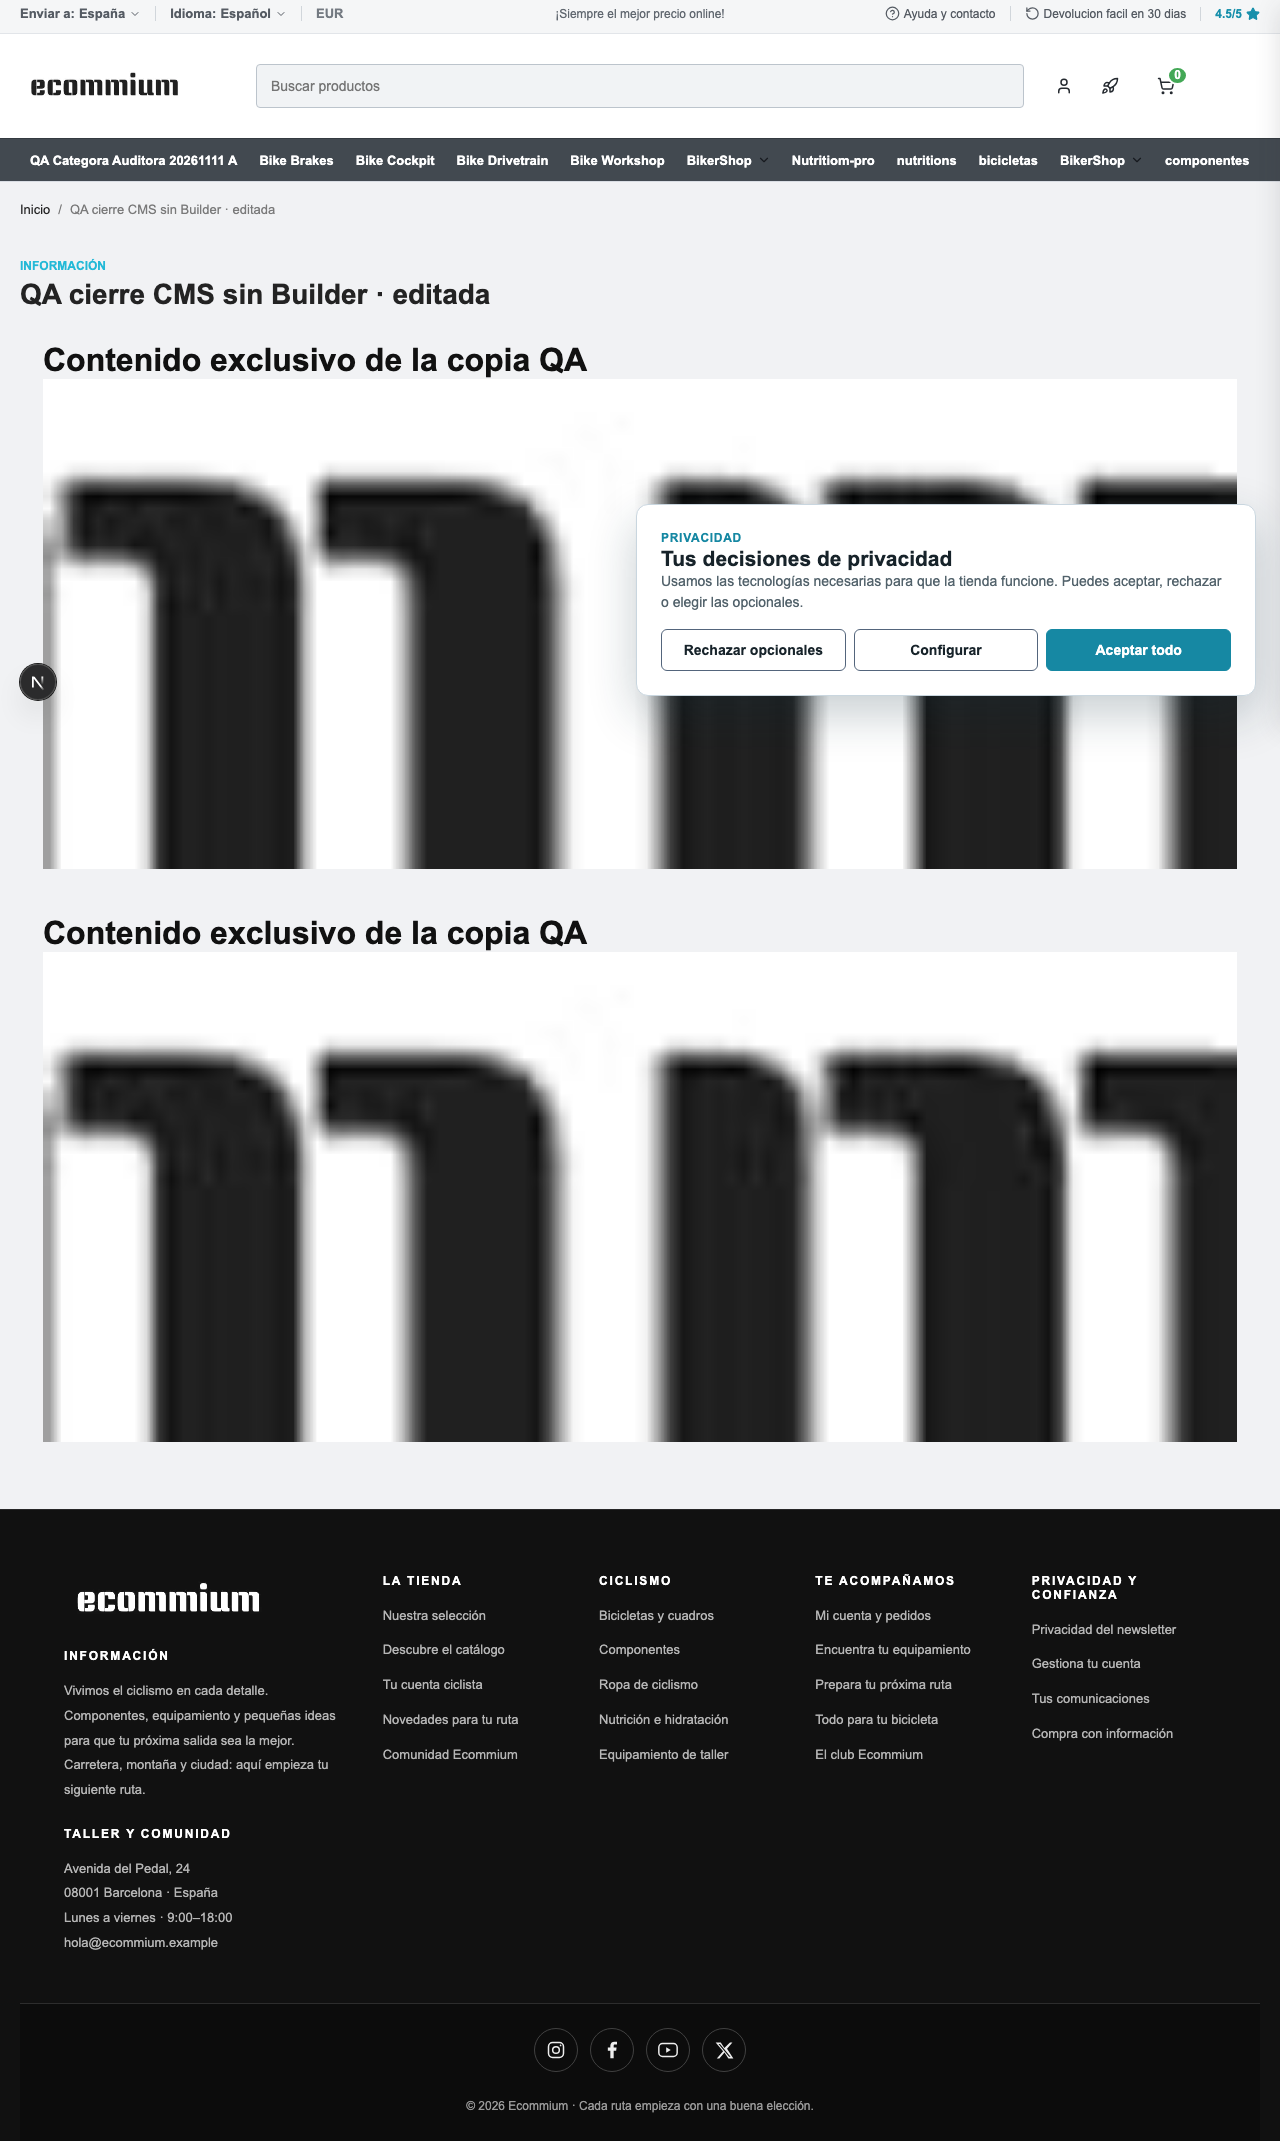 Enviar a: España
Idioma: Español
EUR
¡Siempre el mejor precio online!
Ayuda y contacto
Devolucion facil en 30 dias
4.5/5
ecommium
Buscar productos
0
QA Categora Auditora 20261111 A
Bike Brakes
Bike Cockpit
Bike Drivetrain
Bike Workshop
BikerShop
Nutritiom-pro
nutritions
bicicletas
BikerShop
componentes
Inicio / QA cierre CMS sin Builder · editada
INFORMACIÓN
QA cierre CMS sin Builder · editada
Contenido exclusivo de la copia QA
PRIVACIDAD
Tus decisiones de privacidad
Usamos las tecnologías necesarias para que la tienda funcione. Puedes aceptar, rechazar
o elegir las opcionales.
Rechazar opcionales
Configurar
Aceptar todo
N
Contenido exclusivo de la copia QA
ecommium
INFORMACIÓN
Vivimos el ciclismo en cada detalle.
Componentes, equipamiento y pequeñas ideas
para que tu próxima salida sea la mejor.
Carretera, montaña y ciudad: aquí empieza tu
siguiente ruta.
TALLER Y COMUNIDAD
Avenida del Pedal, 24
08001 Barcelona · España
Lunes a viernes · 9:00–18:00
hola@ecommium.example
LA TIENDA
Nuestra selección
Descubre el catálogo
Tu cuenta ciclista
Novedades para tu ruta
Comunidad Ecommium
CICLISMO
Bicicletas y cuadros
Componentes
Ropa de ciclismo
Nutrición e hidratación
Equipamiento de taller
TE ACOMPAÑAMOS
Mi cuenta y pedidos
Encuentra tu equipamiento
Prepara tu próxima ruta
Todo para tu bicicleta
El club Ecommium
PRIVACIDAD Y
CONFIANZA
Privacidad del newsletter
Gestiona tu cuenta
Tus comunicaciones
Compra con información
© 2026 Ecommium · Cada ruta empieza con una buena elección.